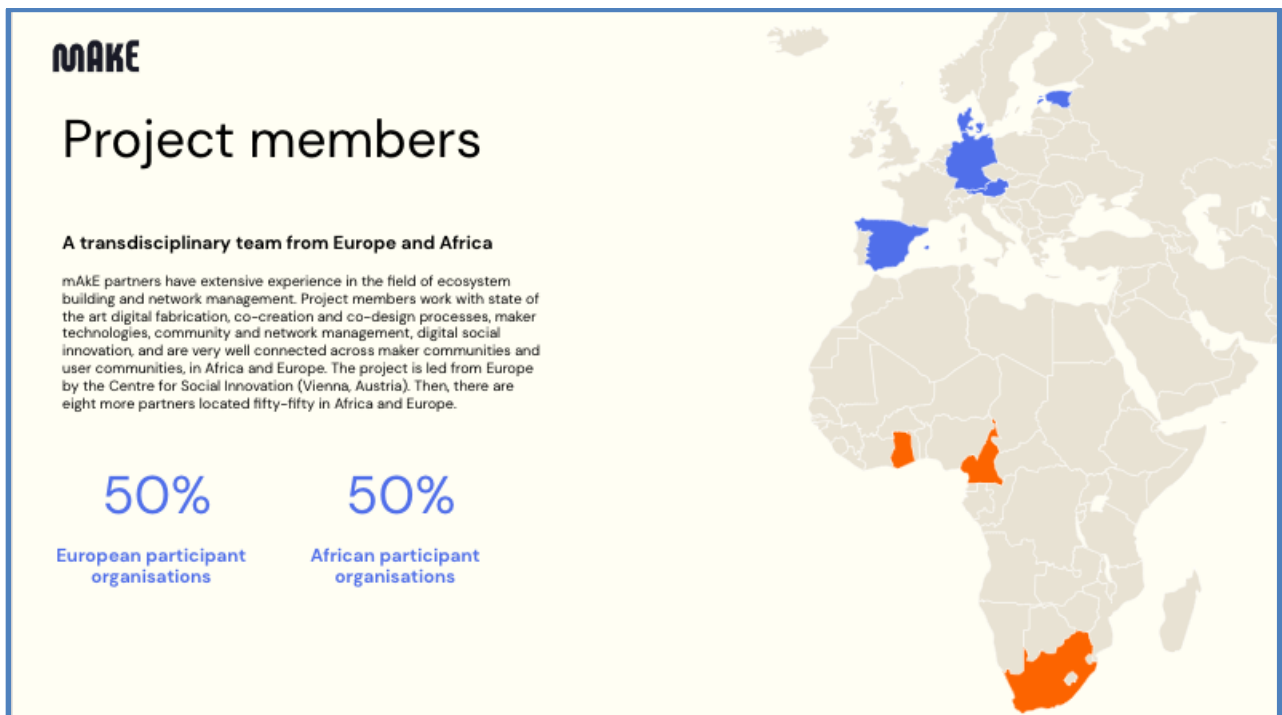 mAKE
Project members
A transdisciplinary team from Europe and Africa
mAkE partners have extensive experience in the field of ecosystem
building and network management. Project members work with state of
the art digital fabrication, co-creation and co-design processes, maker
technologies, community and network management, digital social
innovation, and are very well connected across maker communities and
user communities, in Africa and Europe. The project is led from Europe
by the Centre for Social Innovation (Vienna, Austria). Then, there are
eight more partners located fifty-fifty in Africa and Europe.
50%
European participant
organisations
50%
African participant
organisations